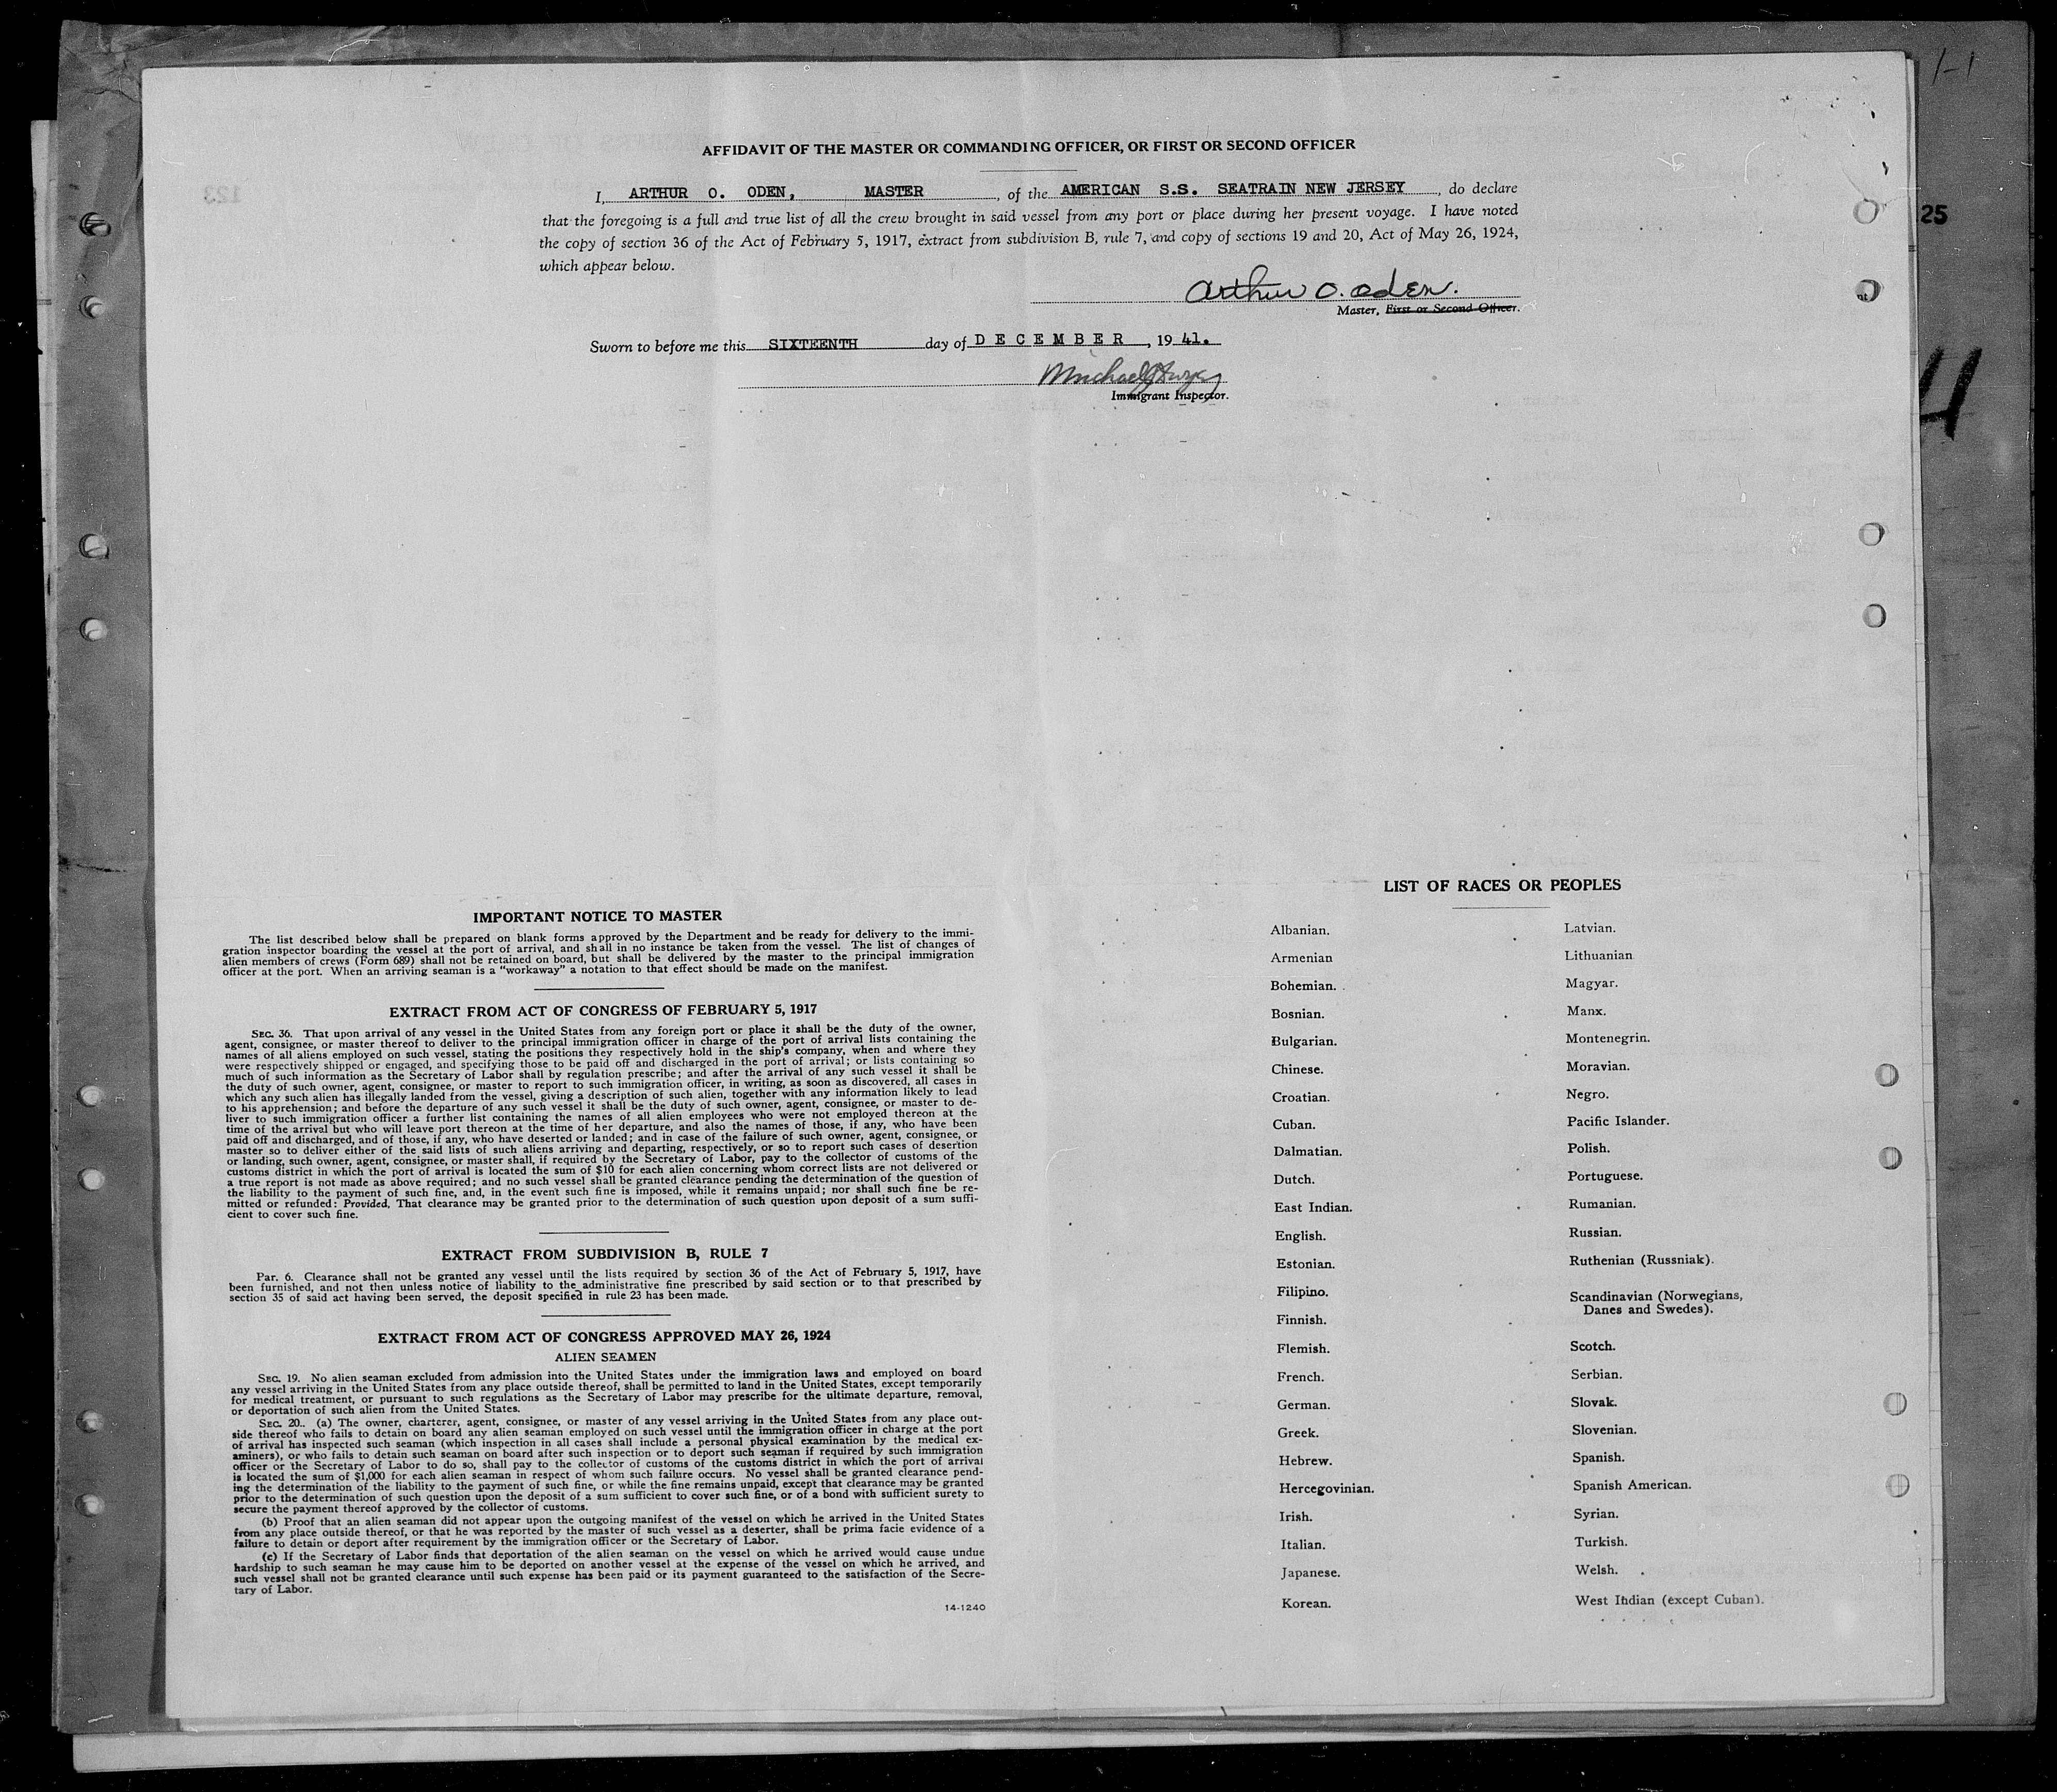 1-1
AFFIDAVIT OF THE MASTER OR COMMANDING OFFICER, OR FIRST OR SECOND OFFICER
I, ARTHUR O. ODEN, MASTER, of the AMERICAN S.S. SEATRAIN NEW JERSEY, do declare
that the foregoing is a full and true list of all the crew brought in said vessel from any port or place during her present voyage. I have noted
the copy of section 36 of the Act of February 5, 1917, extract from subdivision B, rule 7, and copy of sections 19 and 20, Act of May 26, 1924,
which appear below.
Arthur O. Oden.
Master, First or Second Officer.
Sworn to before me this SIXTEENTH day of DECEMBER, 19 41.
Michael
Immigrant Inspector.
123
25
4
IMPORTANT NOTICE TO MASTER
The list described below shall be prepared on blank forms approved by the Department and be ready for delivery to the immi-
gration inspector boarding the vessel at the port of arrival, and shall in no instance be taken from the vessel. The list of changes of
alien members of crews (Form 689) shall not be retained on board, but shall be delivered by the master to the principal immigration
officer at the port. When an arriving seaman is a "workaway" a notation to that effect should be made on the manifest.
EXTRACT FROM ACT OF CONGRESS OF FEBRUARY 5, 1917
SEC. 36. That upon arrival of any vessel in the United States from any foreign port or place it shall be the duty of the owner,
agent, consignee, or master thereof to deliver to the principal immigration officer in charge of the port of arrival lists containing the
names of all aliens employed on such vessel, stating the positions they respectively hold in the ship's company, when and where they
were respectively shipped or engaged, and specifying those to be paid off and discharged in the port of arrival; or lists containing so
much of such information as the Secretary of Labor shall by regulation prescribe; and after the arrival of any such vessel it shall be
the duty of such owner, agent, consignee, or master to report to such immigration officer, in writing, as soon as discovered, all cases in
which any such alien has illegally landed from the vessel, giving a description of such alien, together with any information likely to lead
to his apprehension; and before the departure of any such vessel it shall be the duty of such owner, agent, consignee, or master to de-
liver to such immigration officer a further list containing the names of all alien employees who were not employed thereon at the
time of the arrival but who will leave port thereon at the time of her departure, and also the names of those, if any, who have been
paid off and discharged, and of those, if any, who have deserted or landed; and in case of the failure of such owner, agent, consignee, or
master so to deliver either of the said lists of such aliens arriving and departing, respectively, or so to report such cases of desertion
or landing, such owner, agent, consignee, or master shall, if required by the Secretary of Labor, pay to the collector of customs of the
customs district in which the port of arrival is located the sum of $10 for each alien concerning whom correct lists are not delivered or
a true report is not made as above required; and no such vessel shall be granted clearance pending the determination of the question of
the liability to the payment of such fine, and, in the event such fine is imposed, while it remains unpaid; nor shall such fine be re-
mitted or refunded: Provided, That clearance may be granted prior to the determination of such question upon deposit of a sum suffi-
cient to cover such fine.
EXTRACT FROM SUBDIVISION B, RULE 7
Par. 6. Clearance shall not be granted any vessel until the lists required by section 36 of the Act of February 5, 1917, have
been furnished, and not then unless notice of liability to the administrative fine prescribed by said section or to that prescribed by
section 35 of said act having been served, the deposit specified in rule 23 has been made.
EXTRACT FROM ACT OF CONGRESS APPROVED MAY 26, 1924
ALIEN SEAMEN
SEC. 19. No alien seaman excluded from admission into the United States under the immigration laws and employed on board
any vessel arriving in the United States from any place outside thereof, shall be permitted to land in the United States, except temporarily
for medical treatment, or pursuant to such regulations as the Secretary of Labor may prescribe for the ultimate departure, removal,
or deportation of such alien from the United States.
SEC. 20.. (a) The owner, charterer, agent, consignee, or master of any vessel arriving in the United States from any place out-
side thereof who fails to detain on board any alien seaman employed on such vessel until the immigration officer in charge at the port
of arrival has inspected such seaman (which inspection in all cases shall include a personal physical examination by the medical ex-
aminers), or who fails to detain such seaman on board after such inspection or to deport such seaman if required by such immigration
officer or the Secretary of Labor to do so, shall pay to the collector of customs of the customs district in which the port of arrival
is located the sum of $1,000 for each alien seaman in respect of whom such failure occurs. No vessel shall be granted clearance pend-
ing the determination of the liability to the payment of such fine, or while the fine remains unpaid, except that clearance may be granted
prior to the determination of such question upon the deposit of a sum sufficient to cover such fine, or of a bond with sufficient surety to
secure the payment thereof approved by the collector of customs.
(b) Proof that an alien seaman did not appear upon the outgoing manifest of the vessel on which he arrived in the United States
from any place outside thereof, or that he was reported by the master of such vessel as a deserter, shall be prima facie evidence of a
failure to detain or deport after requirement by the immigration officer or the Secretary of Labor.
(c) If the Secretary of Labor finds that deportation of the alien seaman on the vessel on which he arrived would cause undue
hardship to such seaman he may cause him to be deported on another vessel at the expense of the vessel on which he arrived, and
such vessel shall not be granted clearance until such expense has been paid or its payment guaranteed to the satisfaction of the Secre-
tary of Labor.
14-1240
LIST OF RACES OR PEOPLES
Albanian.
Armenian
Bohemian.
Bosnian.
Bulgarian.
Chinese.
Croatian.
Cuban.
Dalmatian.
Dutch.
East Indian.
English.
Estonian.
Filipino.
Finnish.
Flemish.
French.
German.
Greek.
Hebrew.
Hercegovinian.
Irish.
Italian.
Japanese.
Korean.
Latvian.
Lithuanian
Magyar.
Manx.
Montenegrin.
Moravian.
Negro.
Pacific Islander.
Polish.
Portuguese.
Rumanian.
Russian.
Ruthenian (Russniak).
Scandinavian (Norwegians,
Danes and Swedes).
Scotch.
Serbian.
Slovak.
Slovenian.
Spanish.
Spanish American.
Syrian.
Turkish.
Welsh.
West Indian (except Cuban).